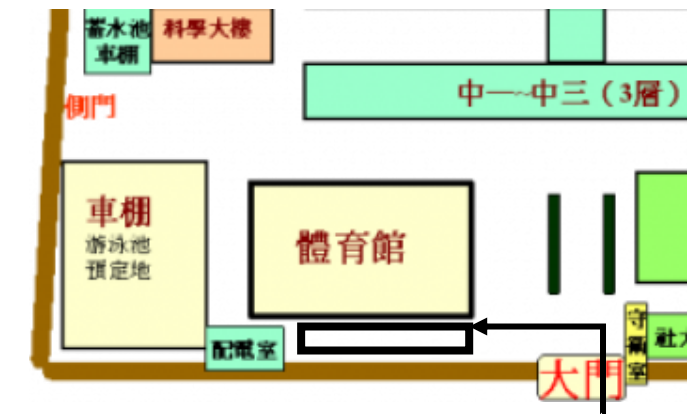 蓄水池
車棚
科學大樓
側門
中一~中三（3層）
車棚
游泳池
預定地
體育館
配電室
守
衛
室
社大
大門